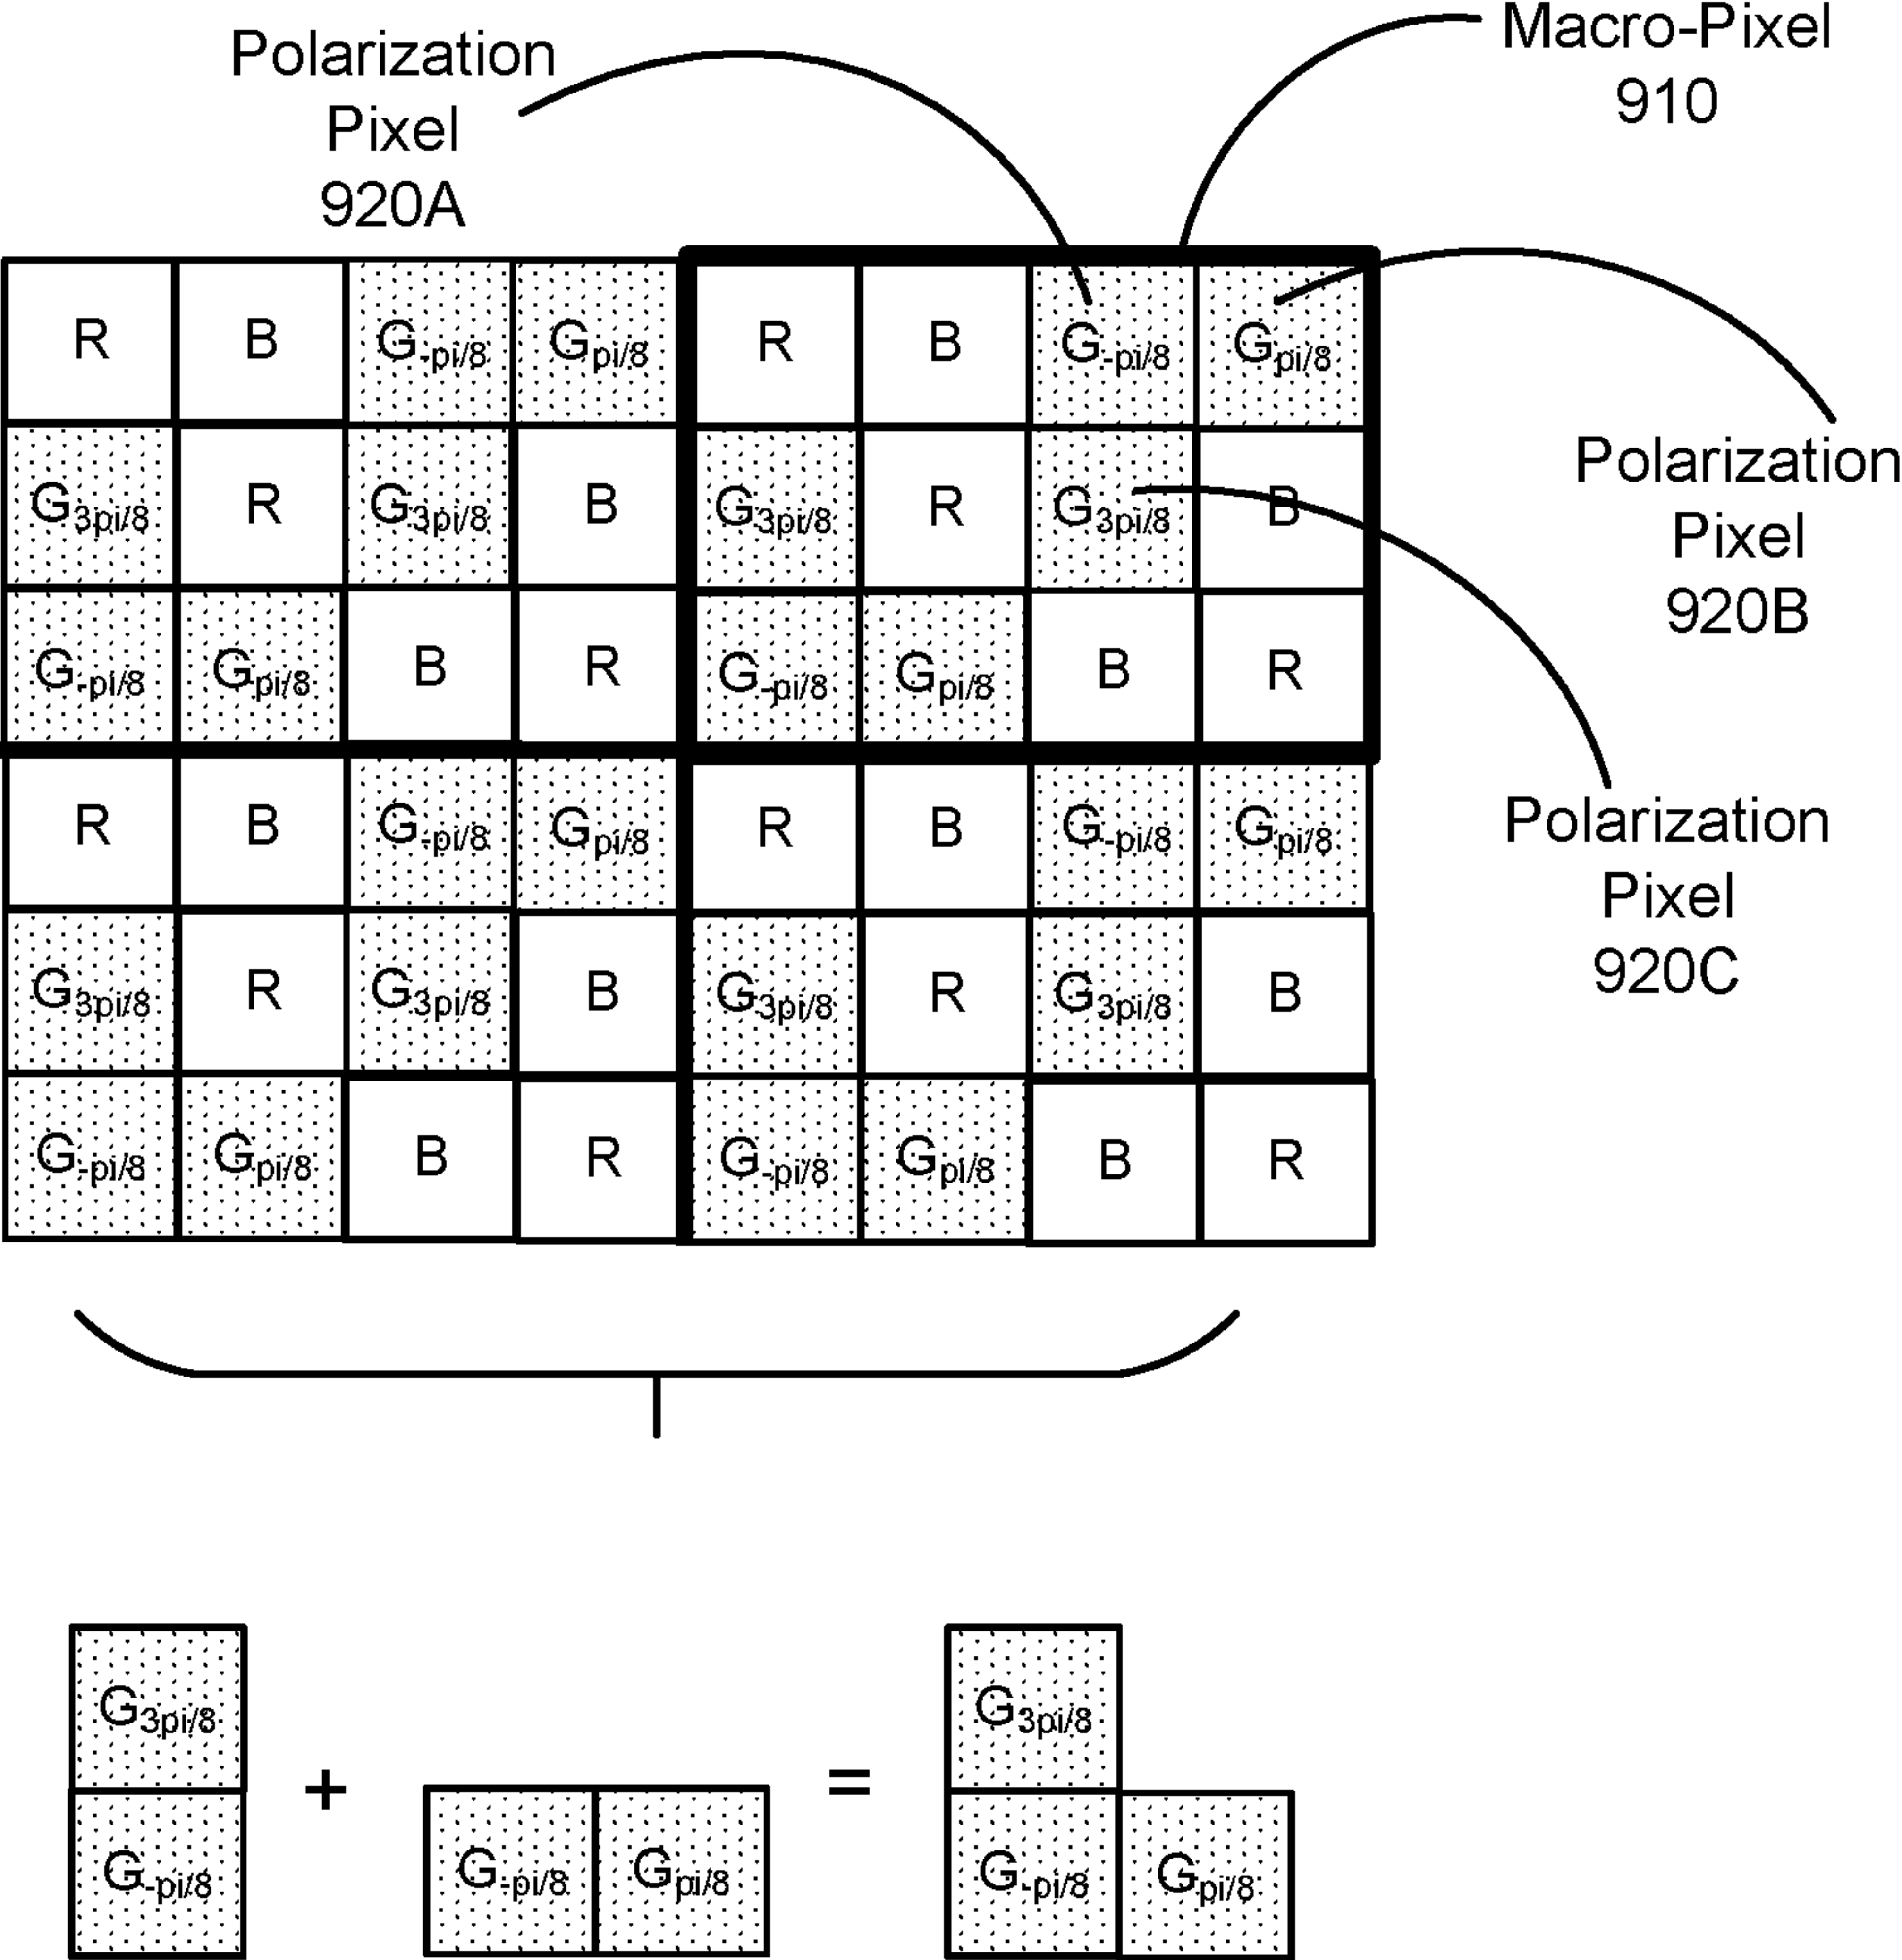 Polarization
Pixel
920A
Macro-Pixel
910
R B G-pi/8 Gpi/8 R B G-pi/8 Gpi/8
G3pi/8 R G3pi/8 B G3pi/8 R G3pi/8 B
G-pi/8 Gpi/8 B R G-pi/8 Gpi/8 B R
Polarization
Pixel
920B
R B G-pi/8 Gpi/8 R B G-pi/8 Gpi/8
G3pi/8 R G3pi/8 B G3pi/8 R G3pi/8 B
G-pi/8 Gpi/8 B R G-pi/8 Gpi/8 B R
Polarization
Pixel
920C
G3pi/8 G3pi/8
+ =
G-pi/8 G-pi/8 Gpi/8 G-pi/8 Gpi/8